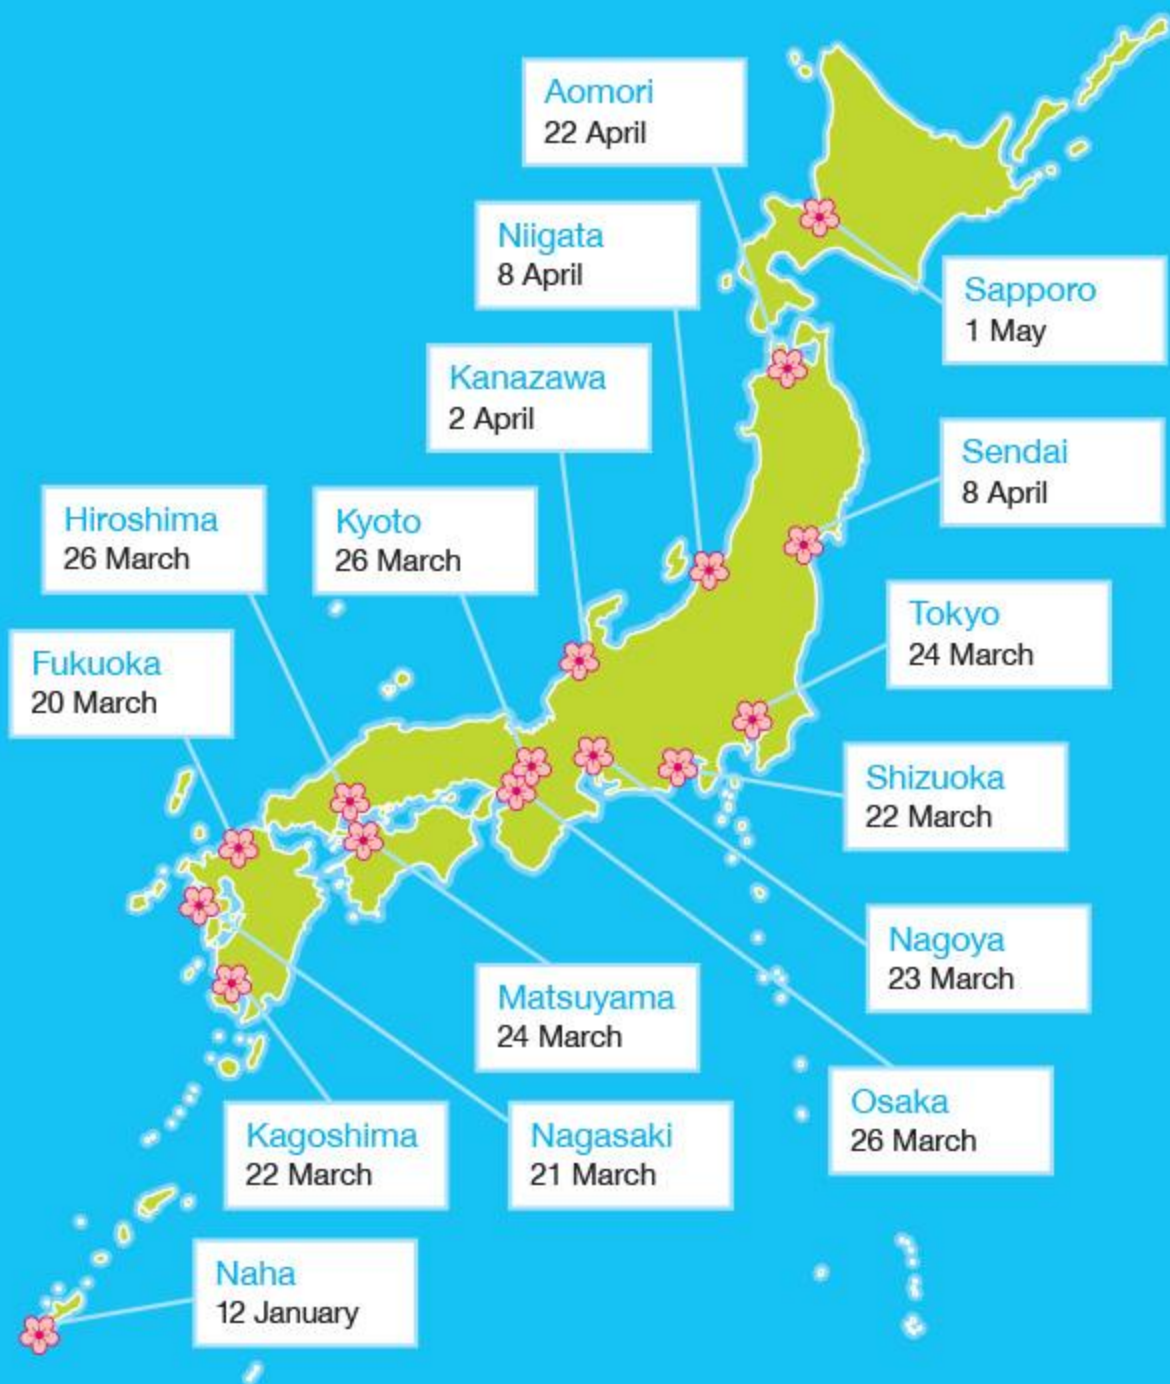 Aomori
22 April
Niigata
8 April
Sapporo
1 May
Kanazawa
2 April
Sendai
8 April
Hiroshima
26 March
Kyoto
26 March
Tokyo
24 March
Fukuoka
20 March
Shizuoka
22 March
Nagoya
23 March
Matsuyama
24 March
Osaka
26 March
Kagoshima
22 March
Nagasaki
21 March
Naha
12 January